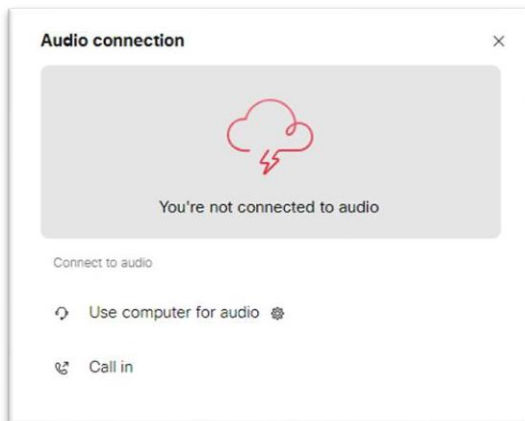 Audio connection
You're not connected to audio
Connect to audio
Use computer for audio
Call in